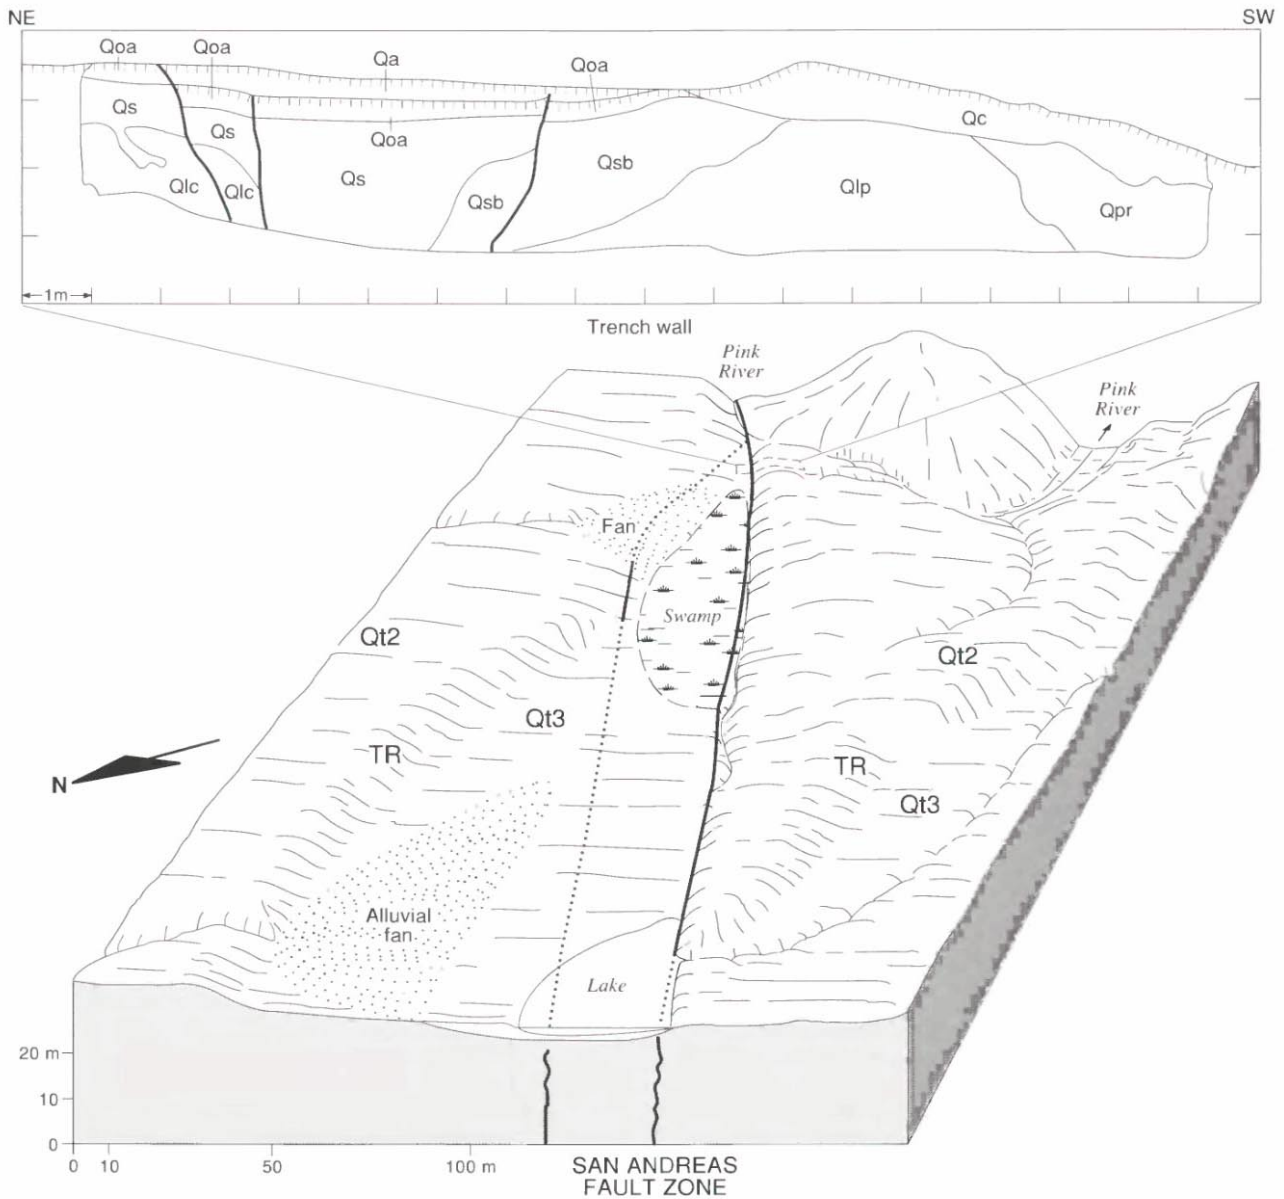 NE
SW
Qoa
Qoa
Qa
Qoa
Qs
Qs
Qoa
Qc
Qlc
Qlc
Qs
Qsb
Qsb
Qlp
Qpr
1m
Trench wall
Pink
River
Pink
River
Fan
Swamp
Qt2
Qt2
Qt3
TR
TR
Qt3
N
Alluvial
fan
Lake
20 m
10
0
0 10 50 100 m
SAN ANDREAS
FAULT ZONE